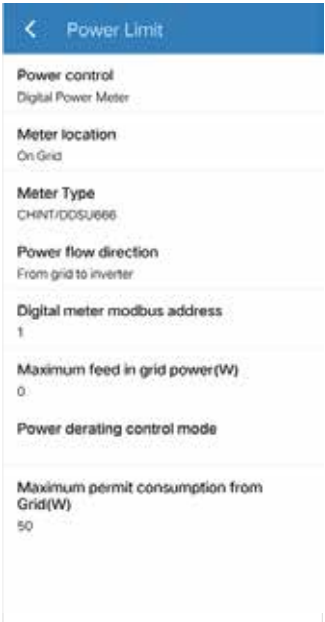 Power Limit
Power control
Digital Power Meter
Meter location
On Grid
Meter Type
CHINT/DDSU666
Power flow direction
From grid to inverter
Digital meter modbus address
1
Maximum feed in grid power(W)
0
Power derating control mode
Maximum permit consumption from
Grid(W)
50